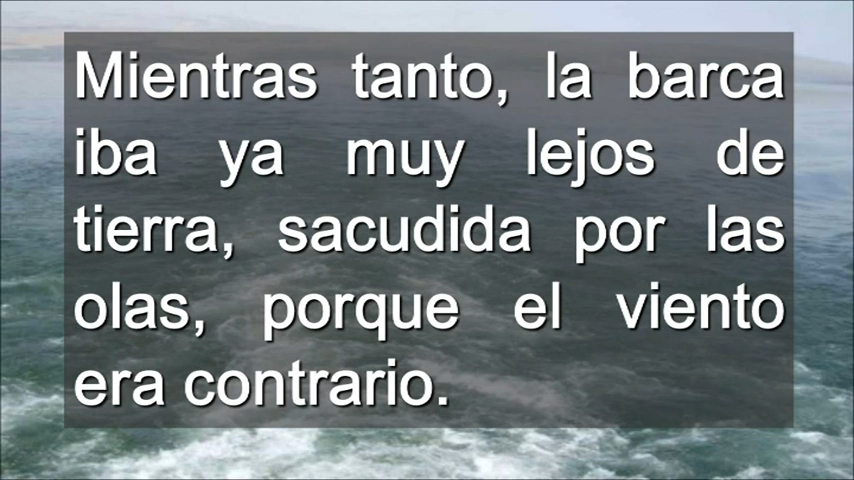 Mientras tanto, la barca
iba ya muy lejos de
tierra, sacudida por las
olas, porque el viento
era contrario.